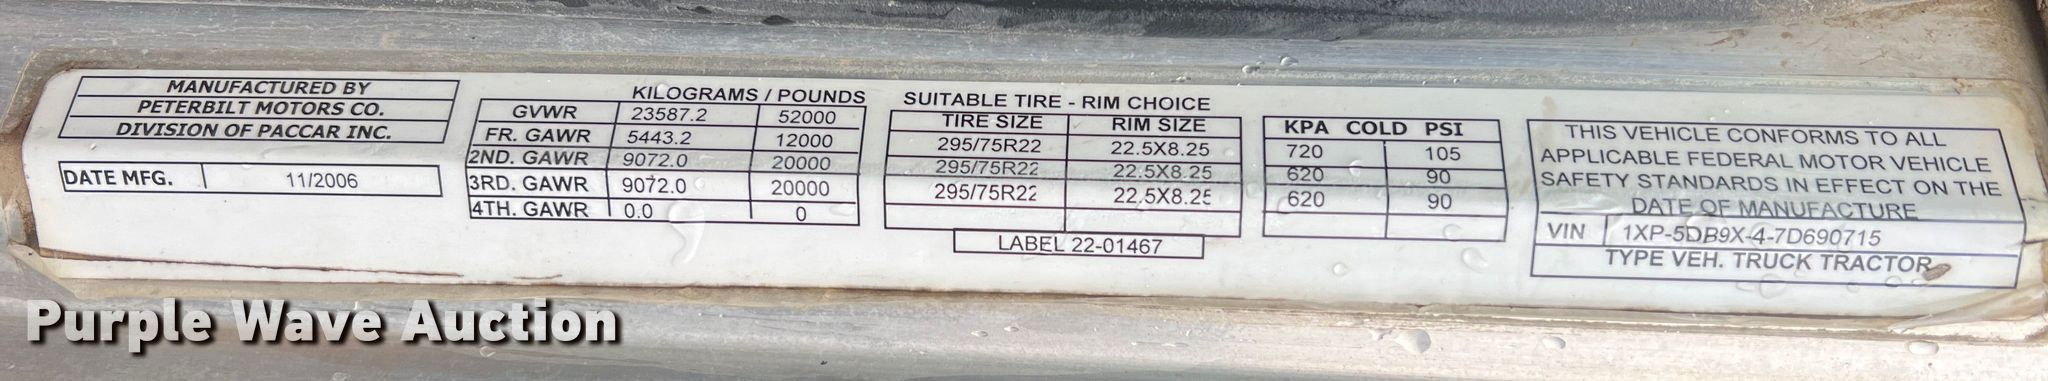 MANUFACTURED BY
PETERBILT MOTORS CO.
DIVISION OF PACCAR INC.
DATE MFG. 11/2006
KILOGRAMS / POUNDS
GVWR 23587.2 52000
FR. GAWR 5443.2 12000
2ND. GAWR 9072.0 20000
3RD. GAWR 9072.0 20000
4TH. GAWR 0.0 0
SUITABLE TIRE - RIM CHOICE
TIRE SIZE RIM SIZE
295/75R22 22.5X8.25
295/75R22 22.5X8.25
295/75R22 22.5X8.25
LABEL 22-01467
KPA COLD PSI
720 105
620 90
620 90
THIS VEHICLE CONFORMS TO ALL
APPLICABLE FEDERAL MOTOR VEHICLE
SAFETY STANDARDS IN EFFECT ON THE
DATE OF MANUFACTURE
VIN 1XP-5DB9X-4-7D690715
TYPE VEH. TRUCK TRACTOR
Purple Wave Auction